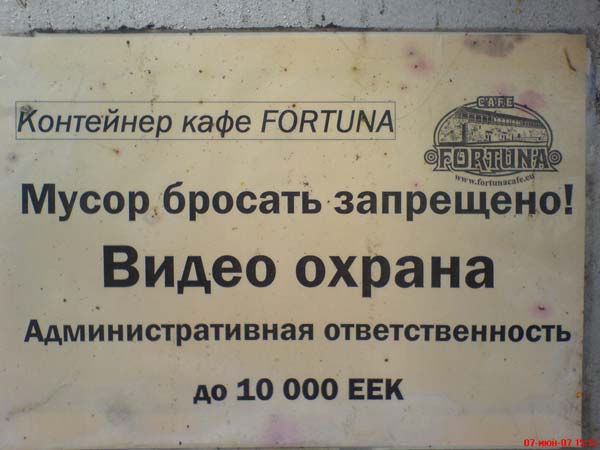 CAFE
Контейнер кафе FORTUNA
FORTUNA
www.fortunacafe.eu
Мусор бросать запрещено!
Видео охрана
Административная ответственность
до 10 000 EEK
07-июн-07